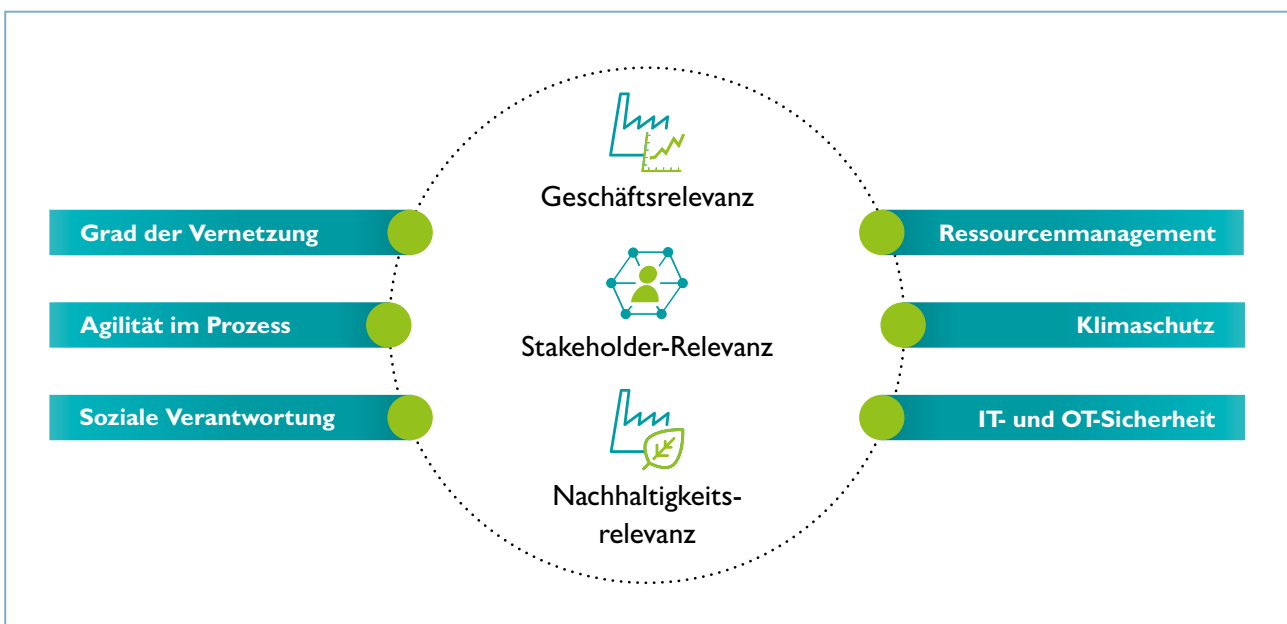 Geschäftsrelevanz
Stakeholder-Relevanz
Nachhaltigkeits-
relevanz
Grad der Vernetzung
Agilität im Prozess
Soziale Verantwortung
Ressourcenmanagement
Klimaschutz
IT- und OT-Sicherheit